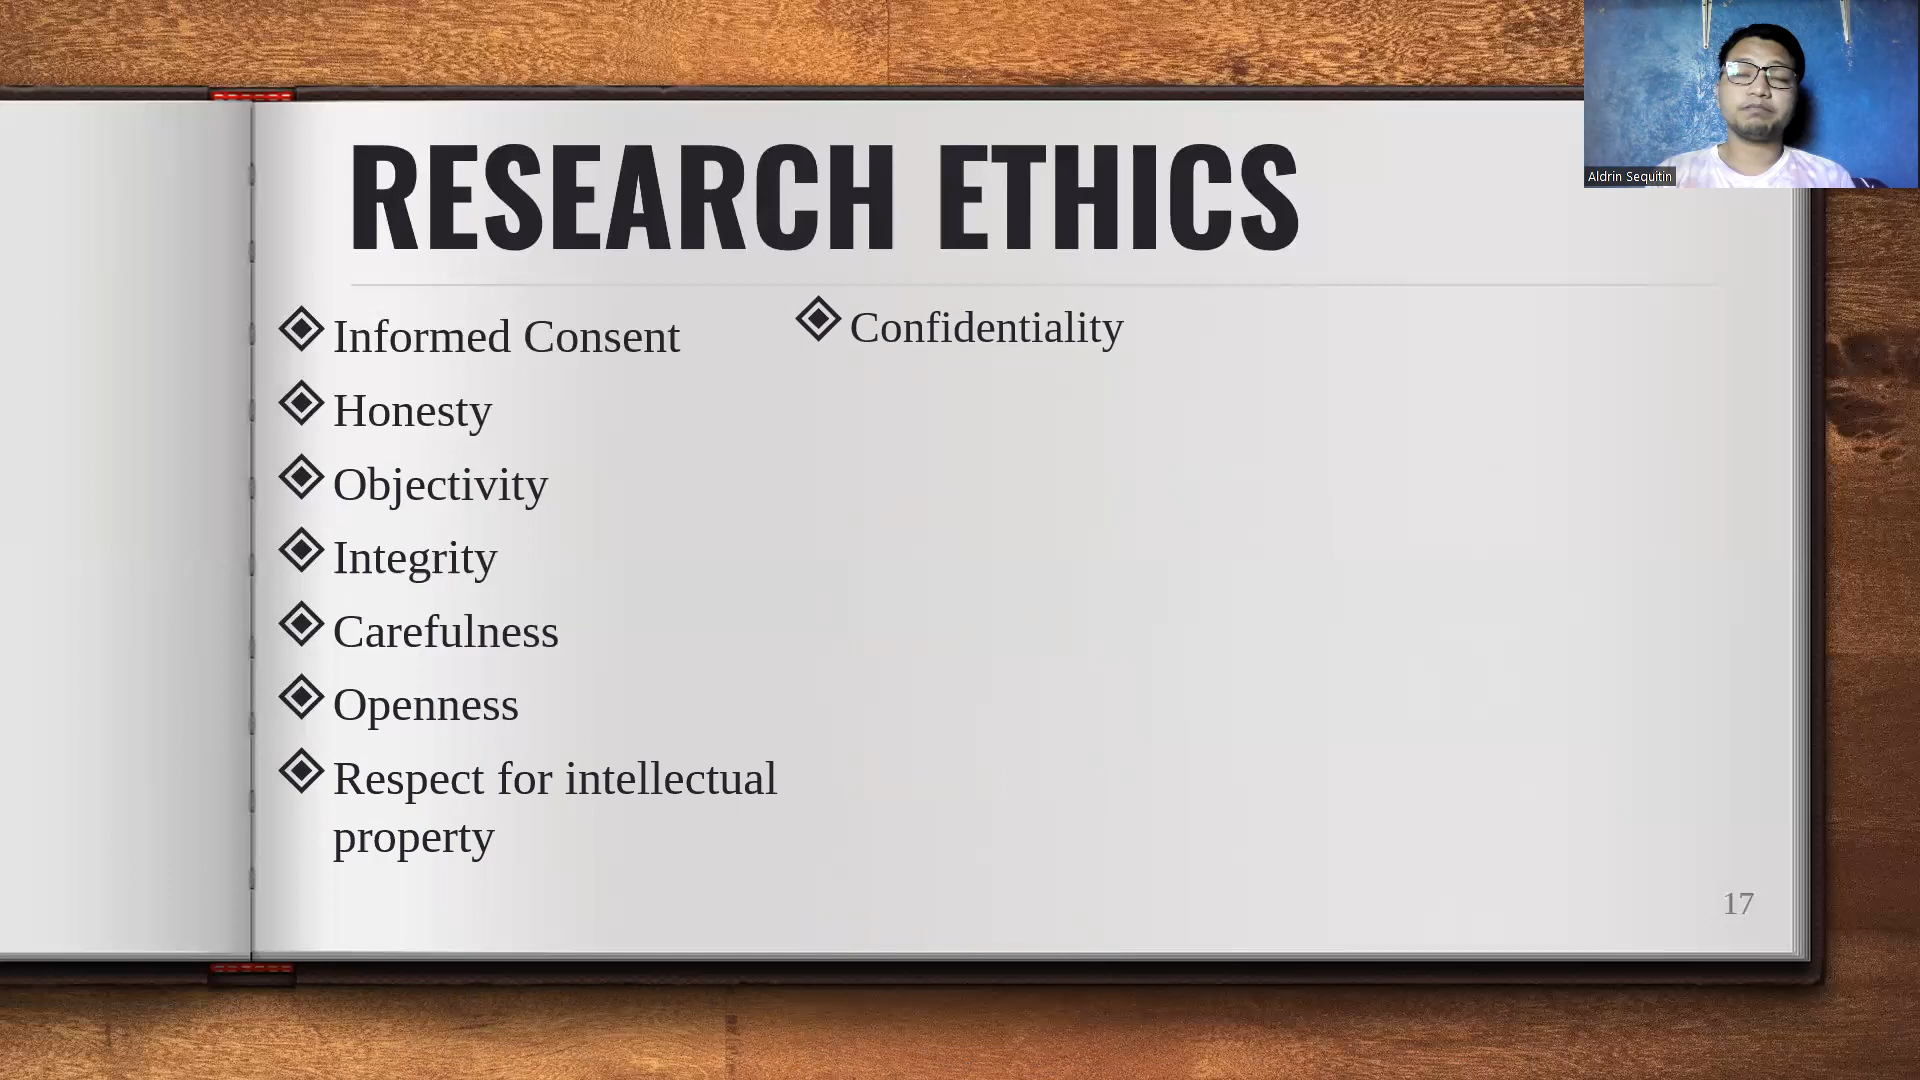 RESEARCH ETHICS
Informed Consent
Honesty
Objectivity
Integrity
Carefulness
Openness
Respect for intellectual
property
Confidentiality
17
Aldrin Sequitin